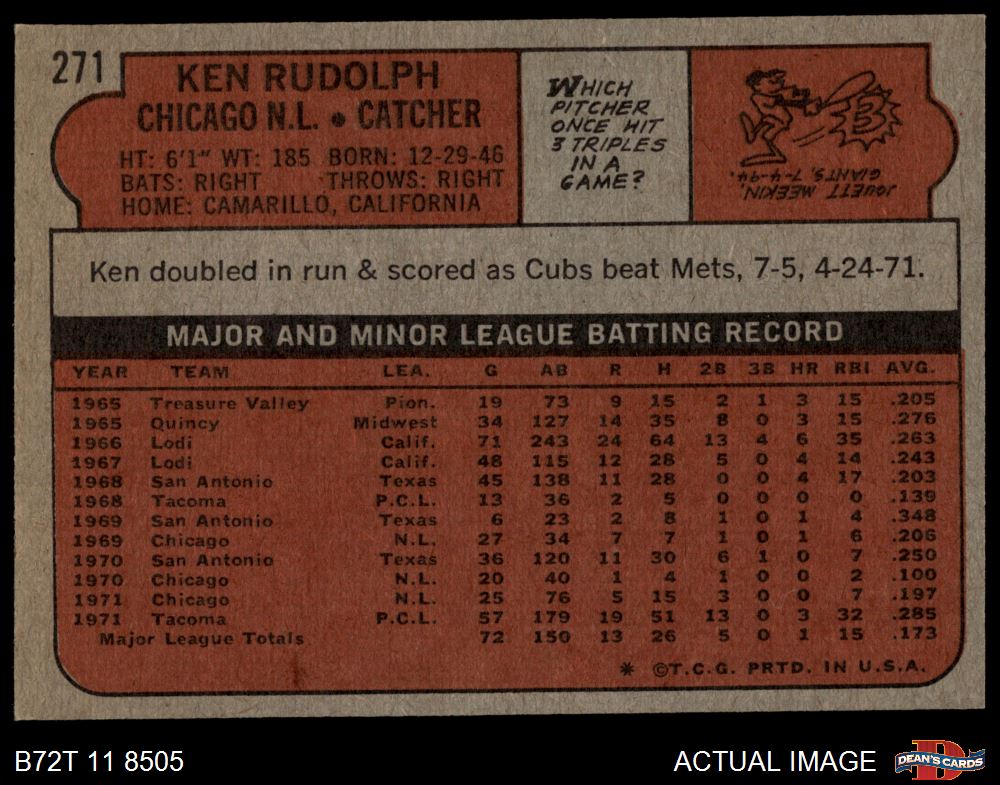 271
KEN RUDOLPH
CHICAGO N.L. • CATCHER
HT: 6'1" WT: 185 BORN: 12-29-46
BATS: RIGHT THROWS: RIGHT
HOME: CAMARILLO, CALIFORNIA
WHICH
PITCHER
ONCE HIT
3 TRIPLES
IN A
GAME?
3
JOUETT MEEKIN,
GIANTS, 7-4-94.
Ken doubled in run & scored as Cubs beat Mets, 7-5, 4-24-71.
MAJOR AND MINOR LEAGUE BATTING RECORD
YEAR TEAM LEA. G AB R H 2B 3B HR RBI AVG.
1965 Treasure Valley Pion. 19 73 9 15 2 1 3 15 .205
1965 Quincy Midwest 34 127 14 35 8 0 3 15 .276
1966 Lodi Calif. 71 243 24 64 13 4 6 35 .263
1967 Lodi Calif. 48 115 12 28 5 0 4 14 .243
1968 San Antonio Texas 45 138 11 28 0 0 4 17 .203
1968 Tacoma P.C.L. 13 36 2 5 0 0 0 0 .139
1969 San Antonio Texas 6 23 2 8 1 0 1 4 .348
1969 Chicago N.L. 27 34 7 7 1 0 1 6 .206
1970 San Antonio Texas 36 120 11 30 6 1 0 7 .250
1970 Chicago N.L. 20 40 1 4 1 0 0 2 .100
1971 Chicago N.L. 25 76 5 15 3 0 0 7 .197
1971 Tacoma P.C.L. 57 179 19 51 13 0 3 32 .285
Major League Totals 72 150 13 26 5 0 1 15 .173
* ©T.C.G. PRTD. IN U.S.A.
B72T 11 8505
ACTUAL IMAGE
DEAN'S CARDS